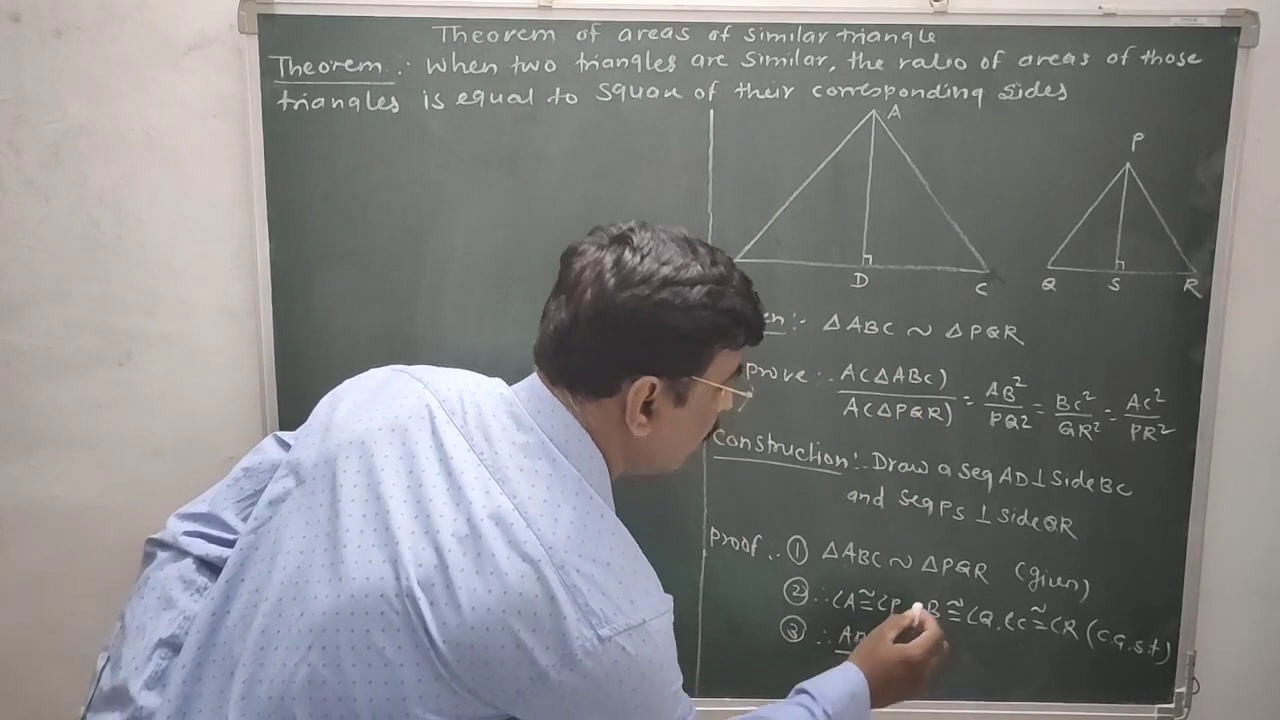 Theorem of areas of similar triangle
Theorem :- When two triangles are similar, the ratio of areas of those
triangles is equal to square of their corresponding sides
A
P
D
C
Q
S
R
:- △ABC ~ △PQR
Prove :- A(△ABC) / A(△PQR) = AB² / PQ² = BC² / QR² = AC² / PR²
Construction :- Draw a seg AD ⊥ side BC
and seg PS ⊥ side QR
Proof :- ① △ABC ~ △PQR (given)
② ∴ ∠A ≅ ∠P B ≅ ∠Q, ∠C ≅ ∠R (C.A.S.T)
③ ∴